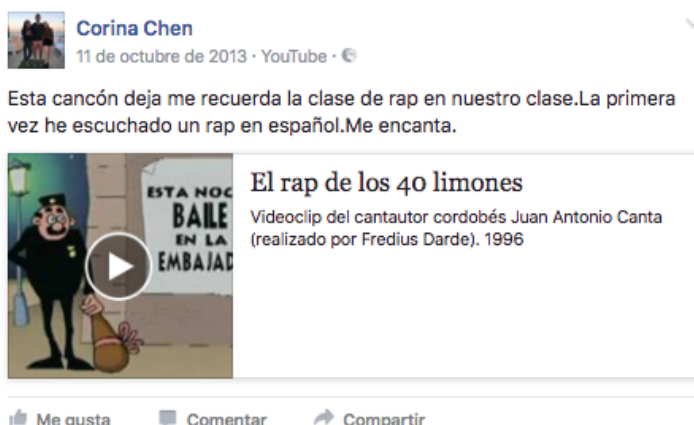 Corina Chen
11 de octubre de 2013 · YouTube ·
Esta cancón deja me recuerda la clase de rap en nuestro clase.La primera
vez he escuchado un rap en español.Me encanta.
ESTA NOC
BAILE
EN LA
EMBAJAD
El rap de los 40 limones
Videoclip del cantautor cordobés Juan Antonio Canta
(realizado por Fredius Darde). 1996
Me gusta Comentar Compartir